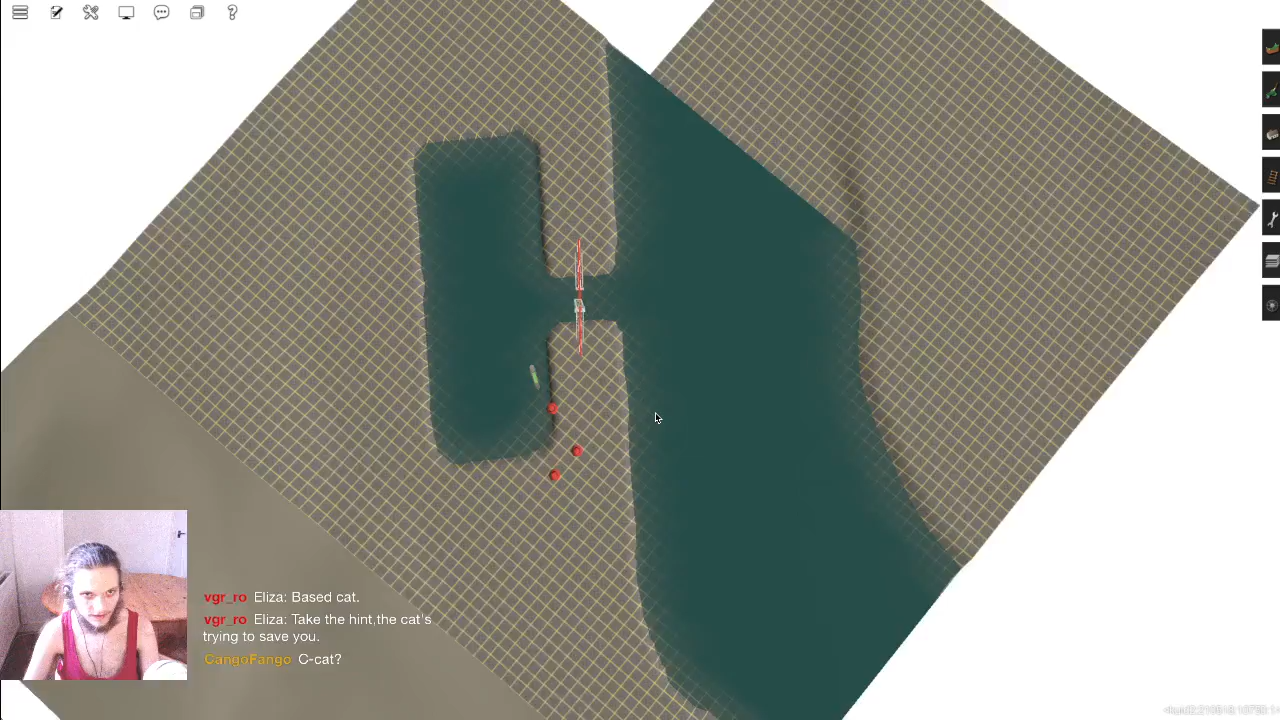 vgr_ro Eliza: Based cat.
vgr_ro Eliza: Take the hint,the cat's
trying to save you.
CangoFango C-cat?